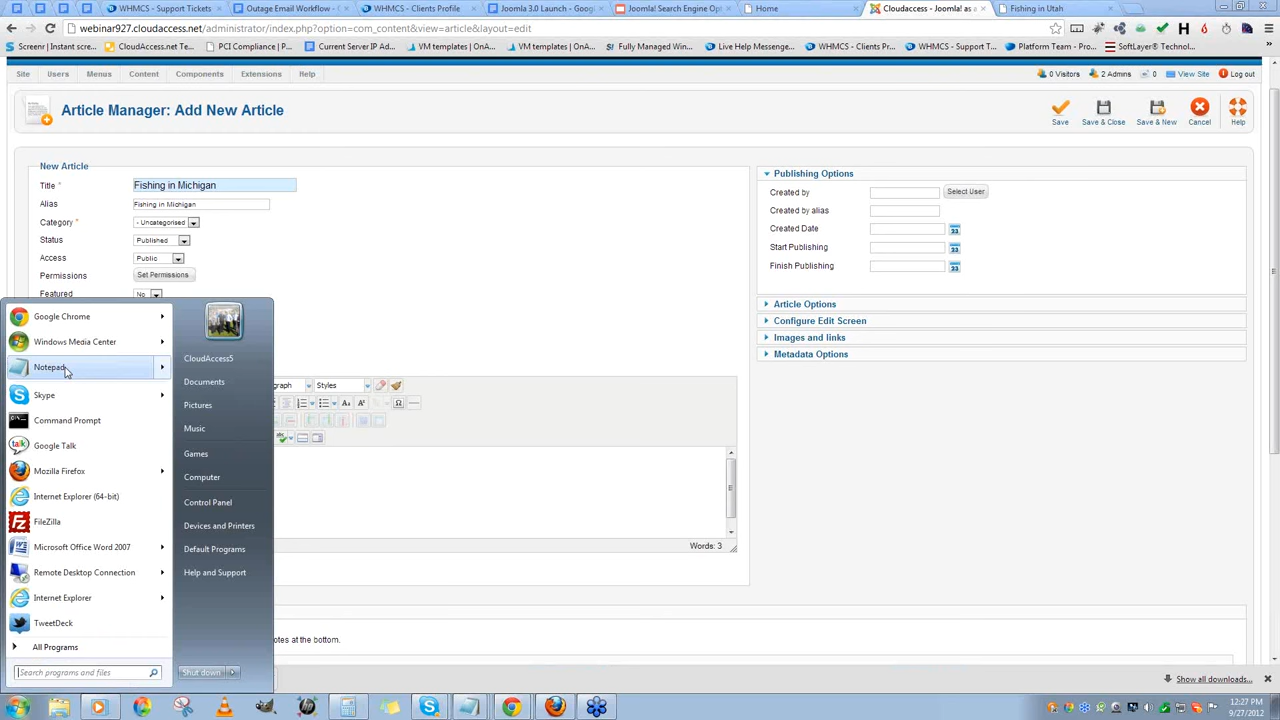 WHMCS - Support Tickets
Outage Email Workflow -
WHMCS - Clients Profile
Joomla 3.0 Launch - Goog
Joomla! Search Engine Opt
Home
Cloudaccess - Joomla! as a
Fishing in Utah
webinar927.cloudaccess.net/administrator/index.php?option=com_content&view=article&layout=edit
Screenr | Instant scree...
CloudAccess.net Te...
PCI Compliance | P...
Current Server IP Ad...
VM templates (OnA...
VM templates (OnA...
Fully Managed Win...
Live Help Messenge...
WHMCS - Clients Pr...
WHMCS - Support T...
Platform Team - Pro...
SoftLayer® Technol...
Site
Users
Menus
Content
Components
Extensions
Help
0 Visitors
2 Admins
0
View Site
Log out
Article Manager: Add New Article
Save
Save & Close
Save & New
Cancel
Help
New Article
Title *
Fishing in Michigan
Alias
Fishing in Michigan
Category *
- Uncategorised
Status
Published
Access
Public
Permissions
Set Permissions
Featured
No
Publishing Options
Created by
Select User
Created by alias
Created Date
23
Start Publishing
23
Finish Publishing
23
Article Options
Configure Edit Screen
Images and links
Metadata Options
Google Chrome
Windows Media Center
Notepad
Skype
Command Prompt
Google Talk
Mozilla Firefox
Internet Explorer (64-bit)
FileZilla
Microsoft Office Word 2007
Remote Desktop Connection
Internet Explorer
TweetDeck
All Programs
Search programs and files
CloudAccess5
Documents
Pictures
Music
Games
Computer
Control Panel
Devices and Printers
Default Programs
Help and Support
Shut down
Styles
Words: 3
at the bottom.
Show all downloads...
12:27 PM
9/27/2012